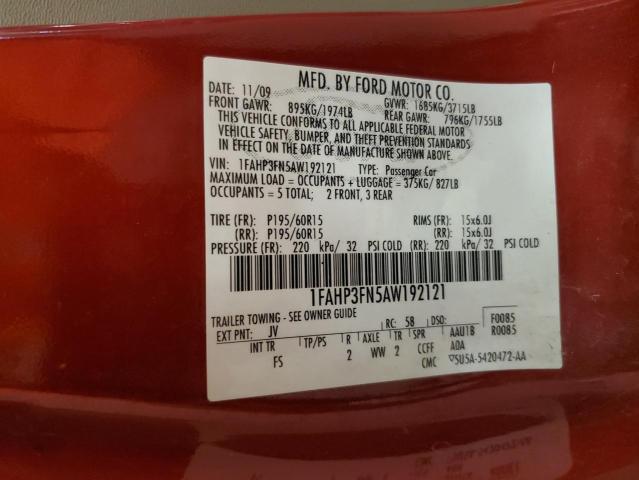 MFD. BY FORD MOTOR CO.
DATE: 11/09 GVWR: 1685KG/3715LB
FRONT GAWR: 895KG/1974LB REAR GAWR: 796KG/1755LB
THIS VEHICLE CONFORMS TO ALL APPLICABLE FEDERAL MOTOR
VEHICLE SAFETY, BUMPER, AND THEFT PREVENTION STANDARDS
IN EFFECT ON THE DATE OF MANUFACTURE SHOWN ABOVE.
VIN: 1FAHP3FN5AW192121 TYPE: Passenger Car
MAXIMUM LOAD = OCCUPANTS + LUGGAGE = 375KG/ 827LB
OCCUPANTS = 5 TOTAL; 2 FRONT, 3 REAR
TIRE (FR): P195/60R15 RIMS (FR): 15x6.0J
(RR): P195/60R15 (RR): 15x6.0J
PRESSURE (FR): 220 kPa/ 32 PSI COLD (RR): 220 kPa/ 32 PSI COLD
1FAHP3FN5AW192121
TRAILER TOWING - SEE OWNER GUIDE
EXT PNT: JV RC: 58 DSO: F0085
R0085
INT TR TP/PS R AXLE TR SPR AAU1B
FS 2 WW 2 CCFF ADA
CMC 5U5A-5420472-AA